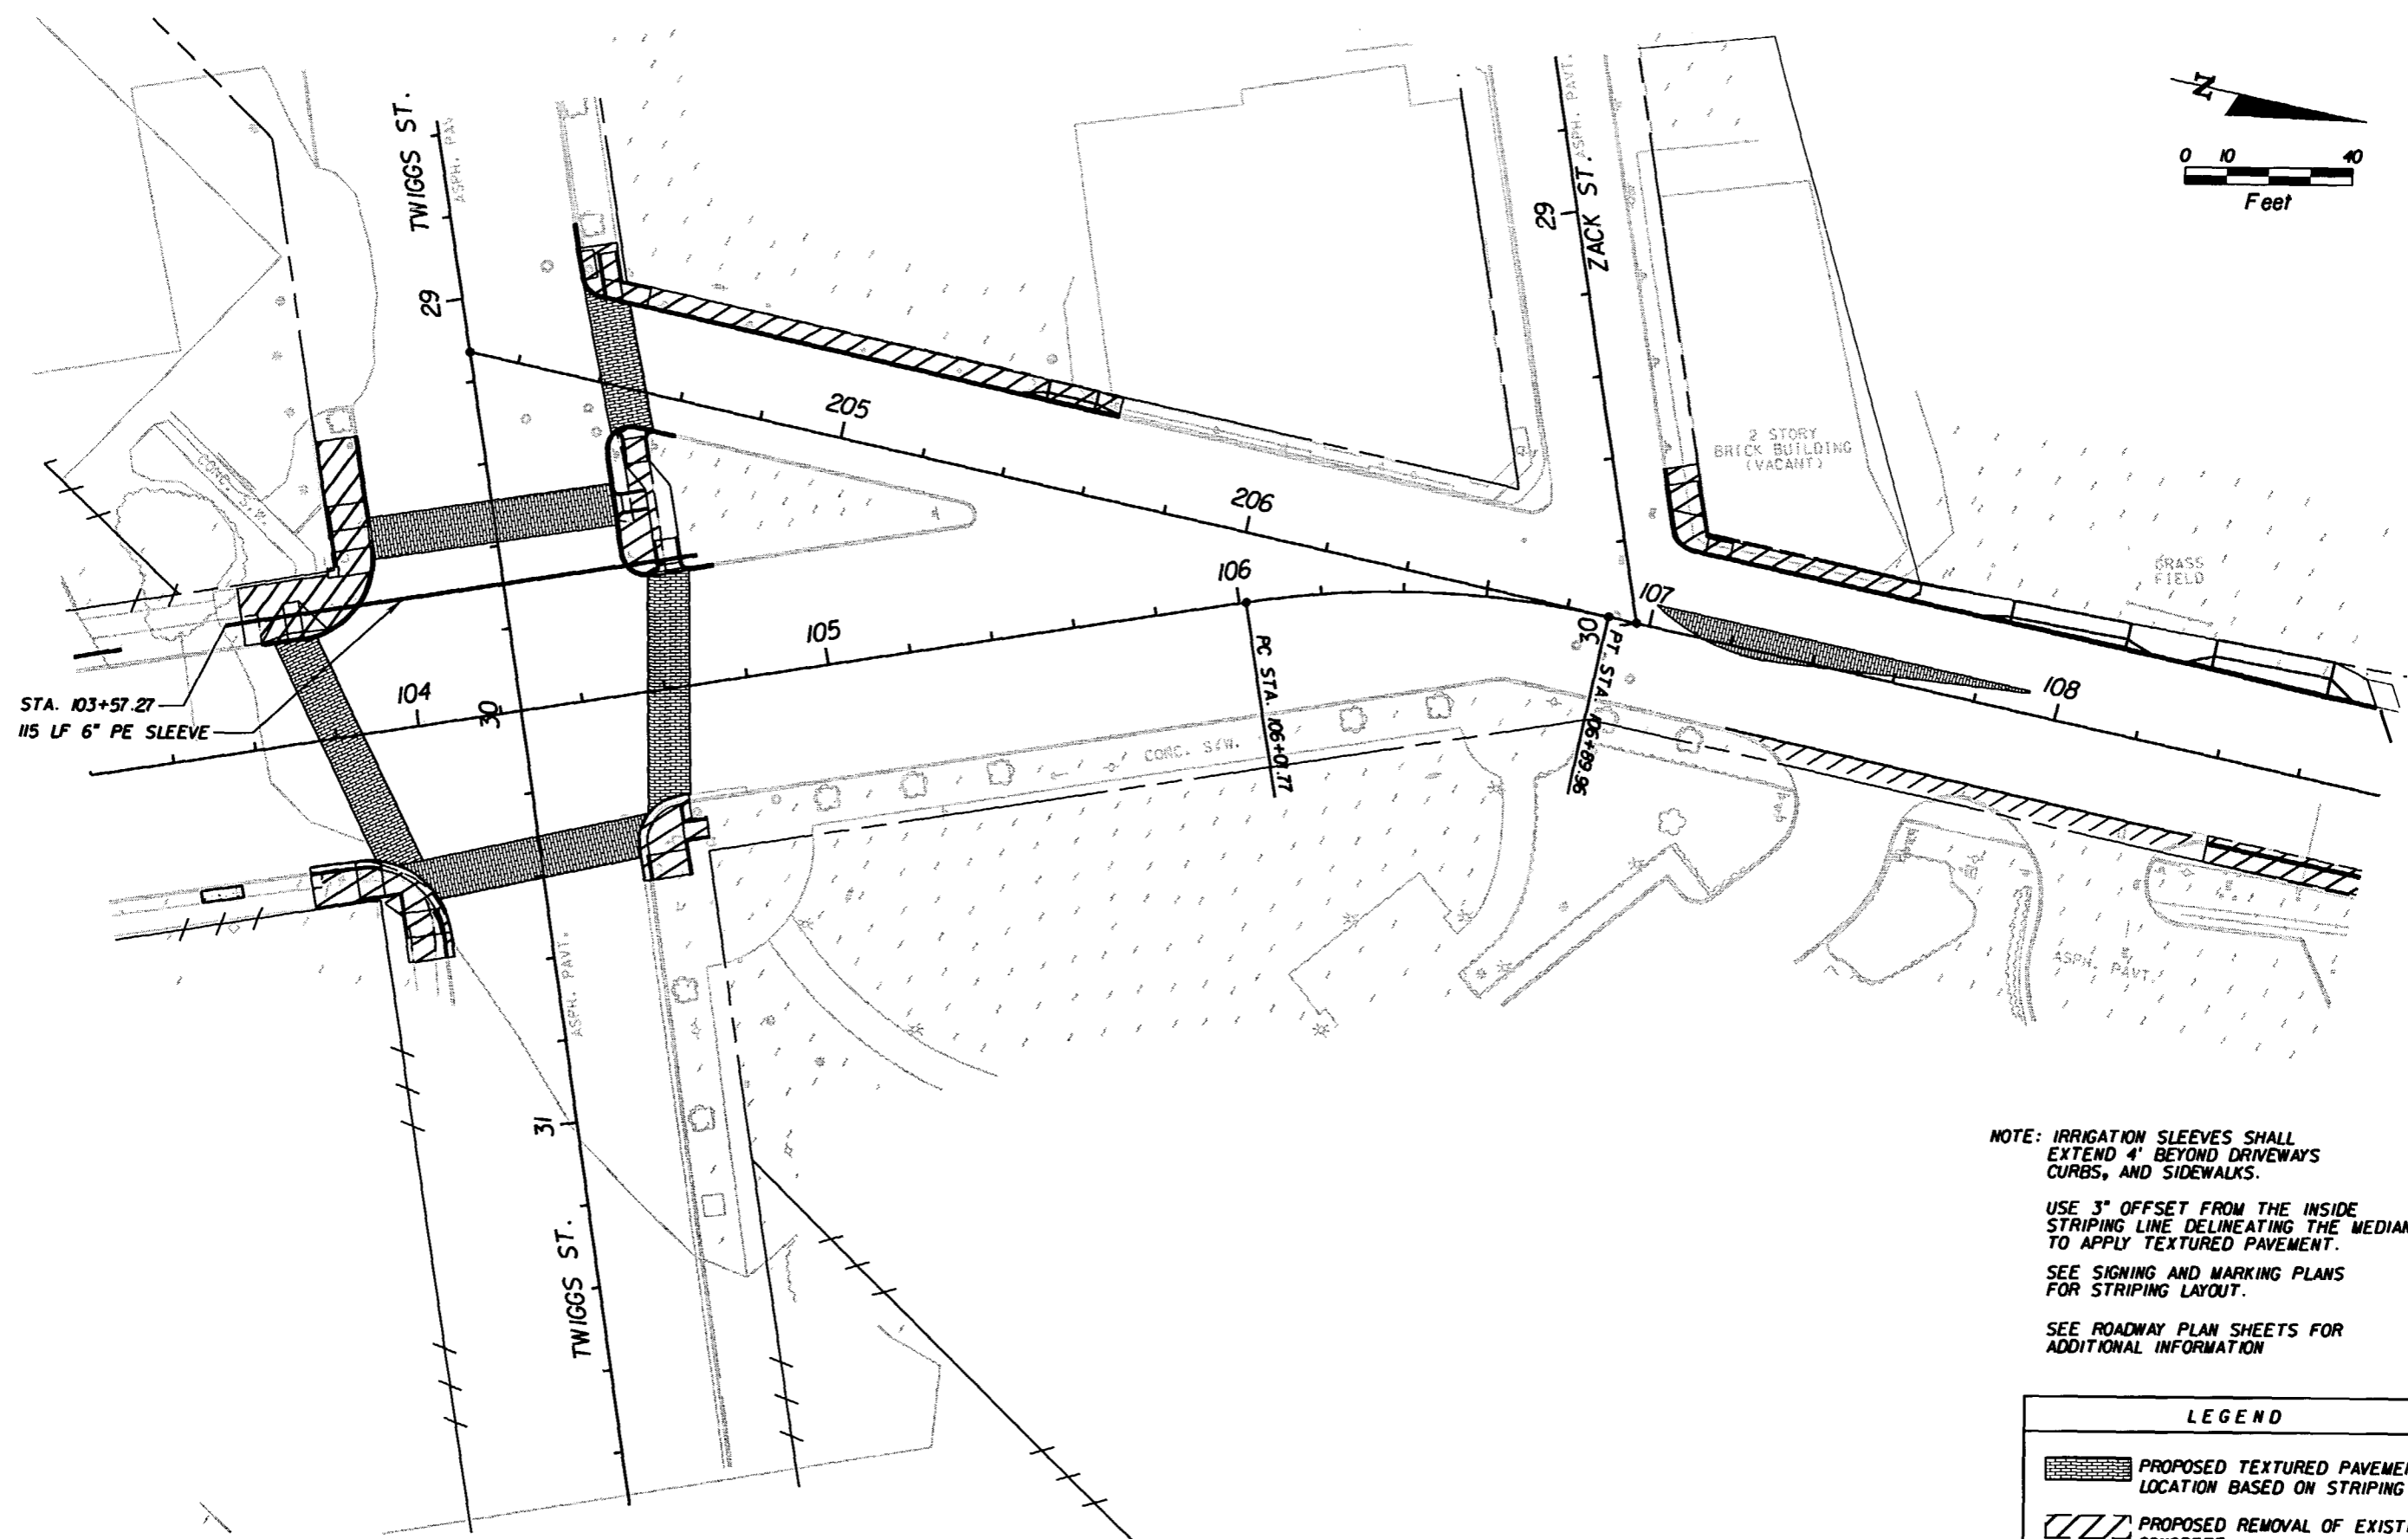 TWIGGS ST.
ASPH. PAV
29
ZACK ST.
ASPH. PAVT.
29
N
0 10 40
Feet
205
206
2 STORY
BRICK BUILDING
(VACANT)
GRASS
FIELD
CONC. S.W.
106
107
108
105
104
30
30
PC STA. 106+01.77
PT. STA. 106+89.96
STA. 103+57.27
115 LF 6" PE SLEEVE
CONC. S/W.
ASPH. PAVT.
ASPH. PAVT.
31
TWIGGS ST.
NOTE: IRRIGATION SLEEVES SHALL
EXTEND 4' BEYOND DRIVEWAYS
CURBS, AND SIDEWALKS.
USE 3" OFFSET FROM THE INSIDE
STRIPING LINE DELINEATING THE MEDIAN
TO APPLY TEXTURED PAVEMENT.
SEE SIGNING AND MARKING PLANS
FOR STRIPING LAYOUT.
SEE ROADWAY PLAN SHEETS FOR
ADDITIONAL INFORMATION
LEGEND
PROPOSED TEXTURED PAVEME
LOCATION BASED ON STRIPING
PROPOSED REMOVAL OF EXIST